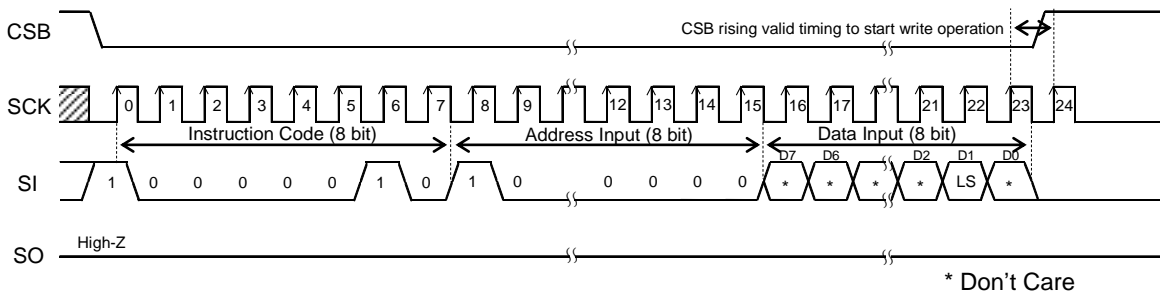 CSB
CSB rising valid timing to start write operation
SCK
0 1 2 3 4 5 6 7 8 9 12 13 14 15 16 17 21 22 23 24
Instruction Code (8 bit) Address Input (8 bit) Data Input (8 bit)
D7 D6 D2 D1 D0
SI 1 0 0 0 0 0 1 0 1 0 0 0 0 0 * * * * LS *
High-Z
SO
* Don't Care